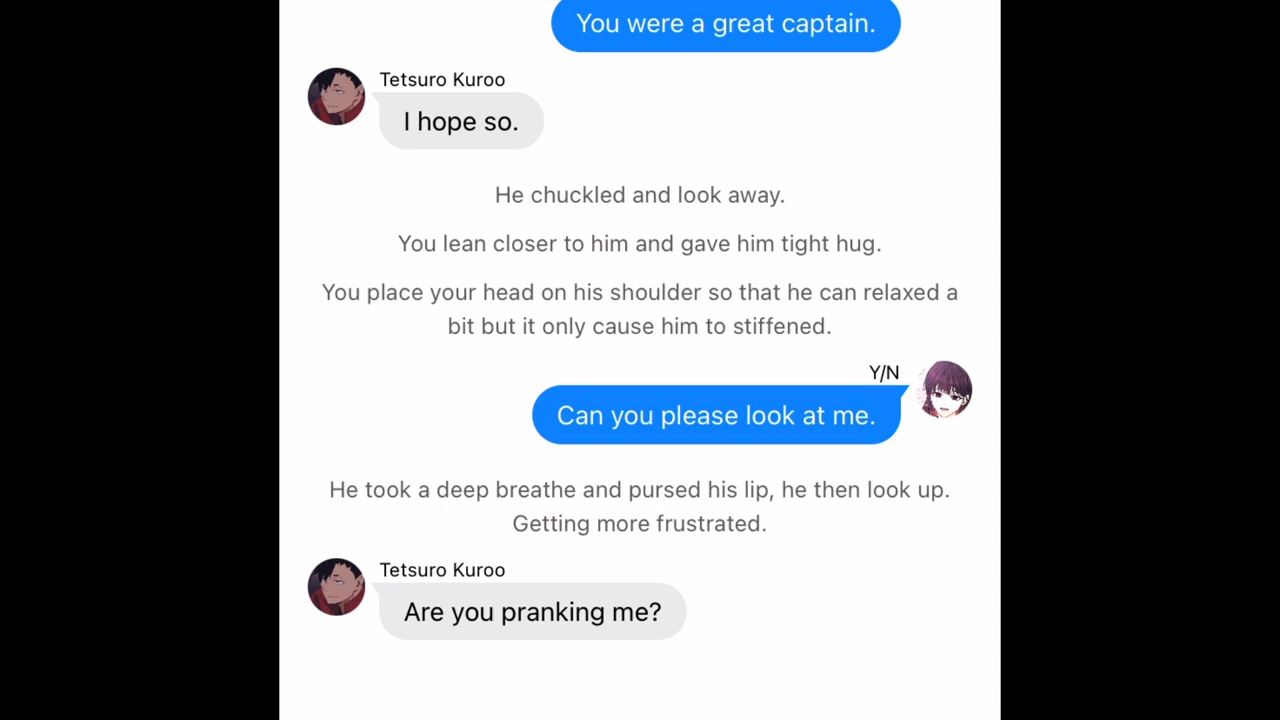 You were a great captain.
Tetsuro Kuroo
I hope so.
He chuckled and look away.
You lean closer to him and gave him tight hug.
You place your head on his shoulder so that he can relaxed a
bit but it only cause him to stiffened.
Y/N
Can you please look at me.
He took a deep breathe and pursed his lip, he then look up.
Getting more frustrated.
Tetsuro Kuroo
Are you pranking me?